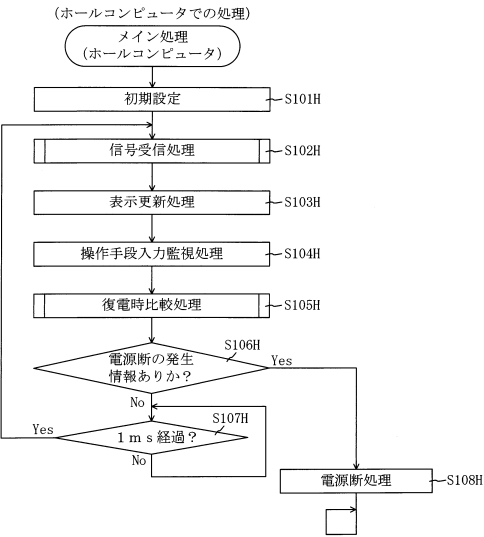 (ホールコンピュータでの処理)
メイン処理
(ホールコンピュータ)
初期設定
S101H
信号受信処理
S102H
表示更新処理
S103H
操作手段入力監視処理
S104H
復電時比較処理
S105H
S106H
電源断の発生
情報ありか?
Yes
No
S107H
Yes
1ms経過?
No
電源断処理
S108H